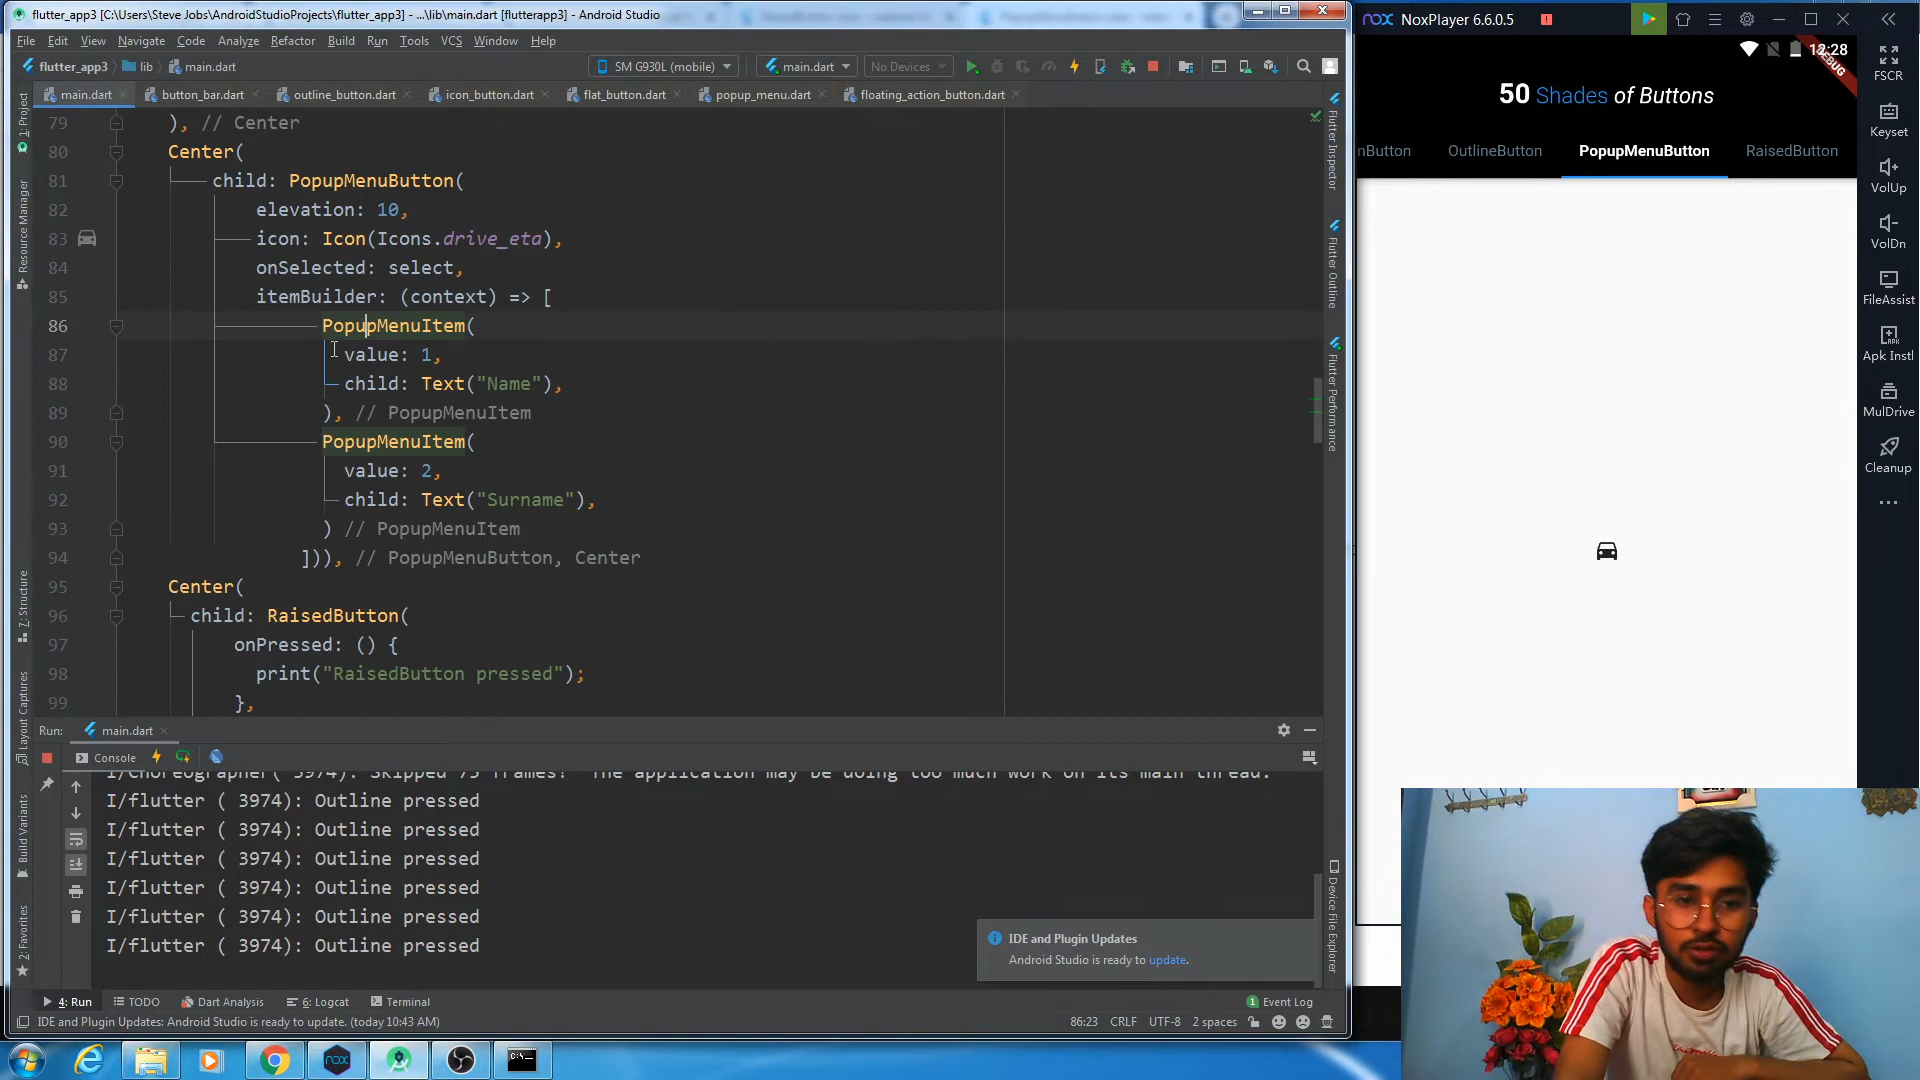 flutter_app3 [C:\Users\Steve Jobs\AndroidStudioProjects\flutter_app3] - ...\lib\main.dart [flutterapp3] - Android Studio
File Edit View Navigate Code Analyze Refactor Build Run Tools VCS Window Help
flutter_app3 lib main.dart SM G930L (mobile) main.dart No Devices
main.dart button_bar.dart outline_button.dart icon_button.dart flat_button.dart popup_menu.dart floating_action_button.dart
79 ), // Center
80 Center(
81 child: PopupMenuButton(
82 elevation: 10,
83 icon: Icon(Icons.drive_eta),
84 onSelected: select,
85 itemBuilder: (context) => [
86 PopupMenuItem(
87 value: 1,
88 child: Text("Name"),
89 ), // PopupMenuItem
90 PopupMenuItem(
91 value: 2,
92 child: Text("Surname"),
93 ) // PopupMenuItem
94 ])), // PopupMenuButton, Center
95 Center(
96 child: RaisedButton(
97 onPressed: () {
98 print("RaisedButton pressed");
99 },
1: Project
Resource Manager
7: Structure
Layout Captures
Build Variants
2: Favorites
Flutter Inspector
Flutter Outline
Flutter Performance
Device File Explorer
Run: main.dart
Console
I/Choreographer( 3974): Skipped 75 frames! The application may be doing too much work on its main thread.
I/flutter ( 3974): Outline pressed
I/flutter ( 3974): Outline pressed
I/flutter ( 3974): Outline pressed
I/flutter ( 3974): Outline pressed
I/flutter ( 3974): Outline pressed
I/flutter ( 3974): Outline pressed
IDE and Plugin Updates
Android Studio is ready to update.
4: Run TODO Dart Analysis 6: Logcat Terminal 1 Event Log
IDE and Plugin Updates: Android Studio is ready to update. (today 10:43 AM) 86:23 CRLF UTF-8 2 spaces
nox NoxPlayer 6.6.0.5
12:28
DEBUG
50 Shades of Buttons
nButton OutlineButton PopupMenuButton RaisedButton
FSCR
Keyset
VolUp
VolDn
FileAssist
Apk Instl
MulDrive
Cleanup
nox